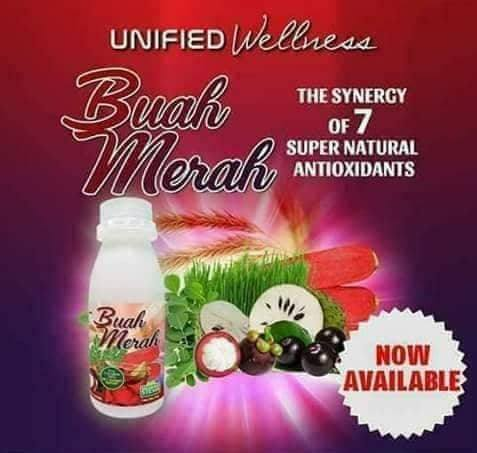 UNIFIED Wellness
Buah
Merah
THE SYNERGY
OF 7
SUPER NATURAL
ANTIOXIDANTS
Buah
Merah
NOW
AVAILABLE